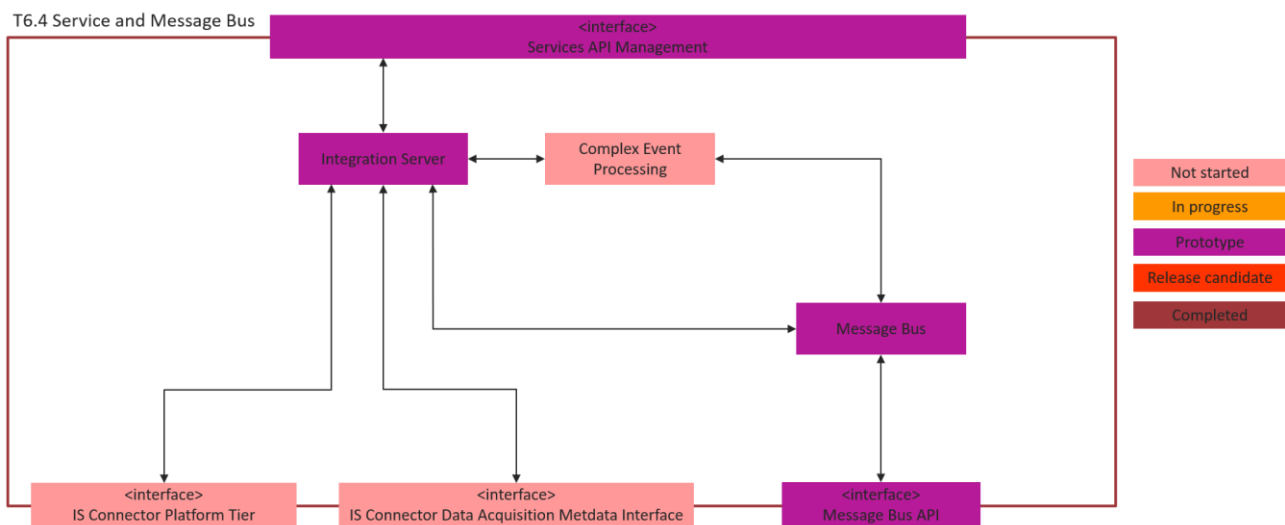 T6.4 Service and Message Bus
<interface>
Services API Management
Integration Server
Complex Event
Processing
Not started
In progress
Prototype
Release candidate
Completed
Message Bus
<interface>
IS Connector Platform Tier
<interface>
IS Connector Data Acquisition Metdata Interface
<interface>
Message Bus API